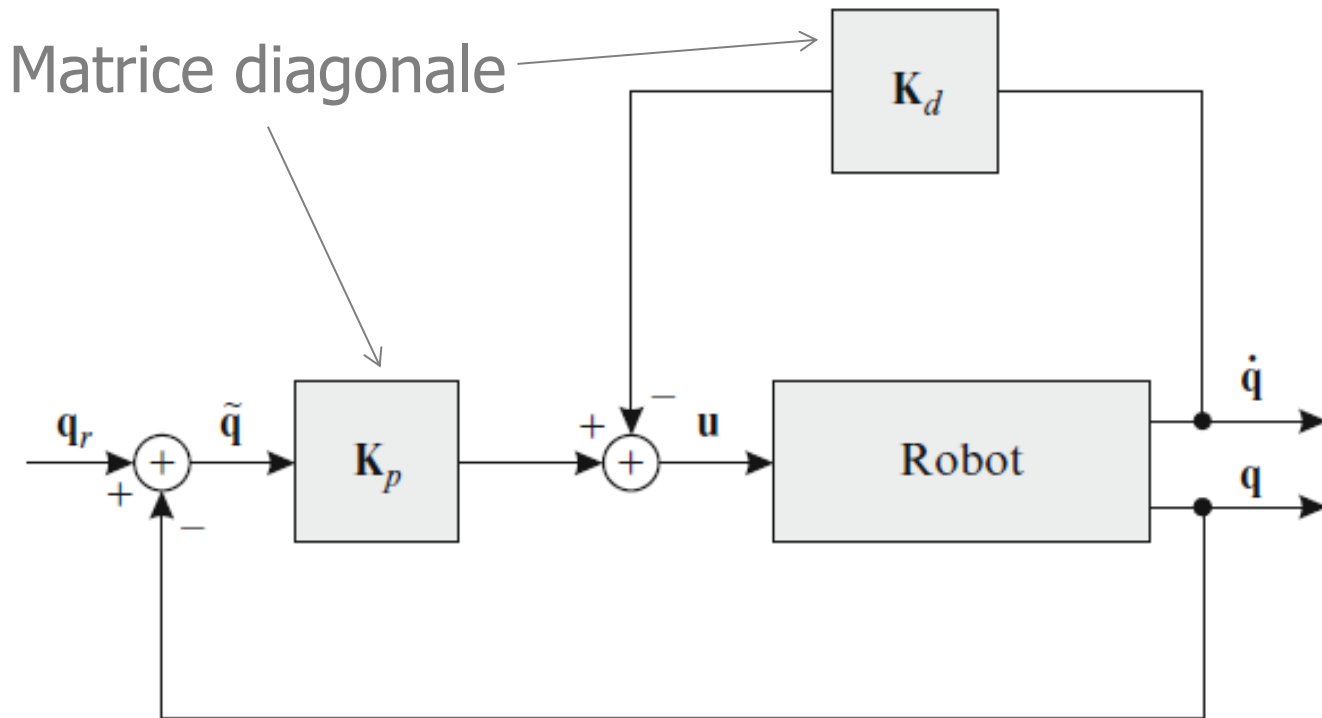 Matrice diagonale
K_d
q̇
q_r
+
+
−
q̃
K_p
+
−
+
u
Robot
q